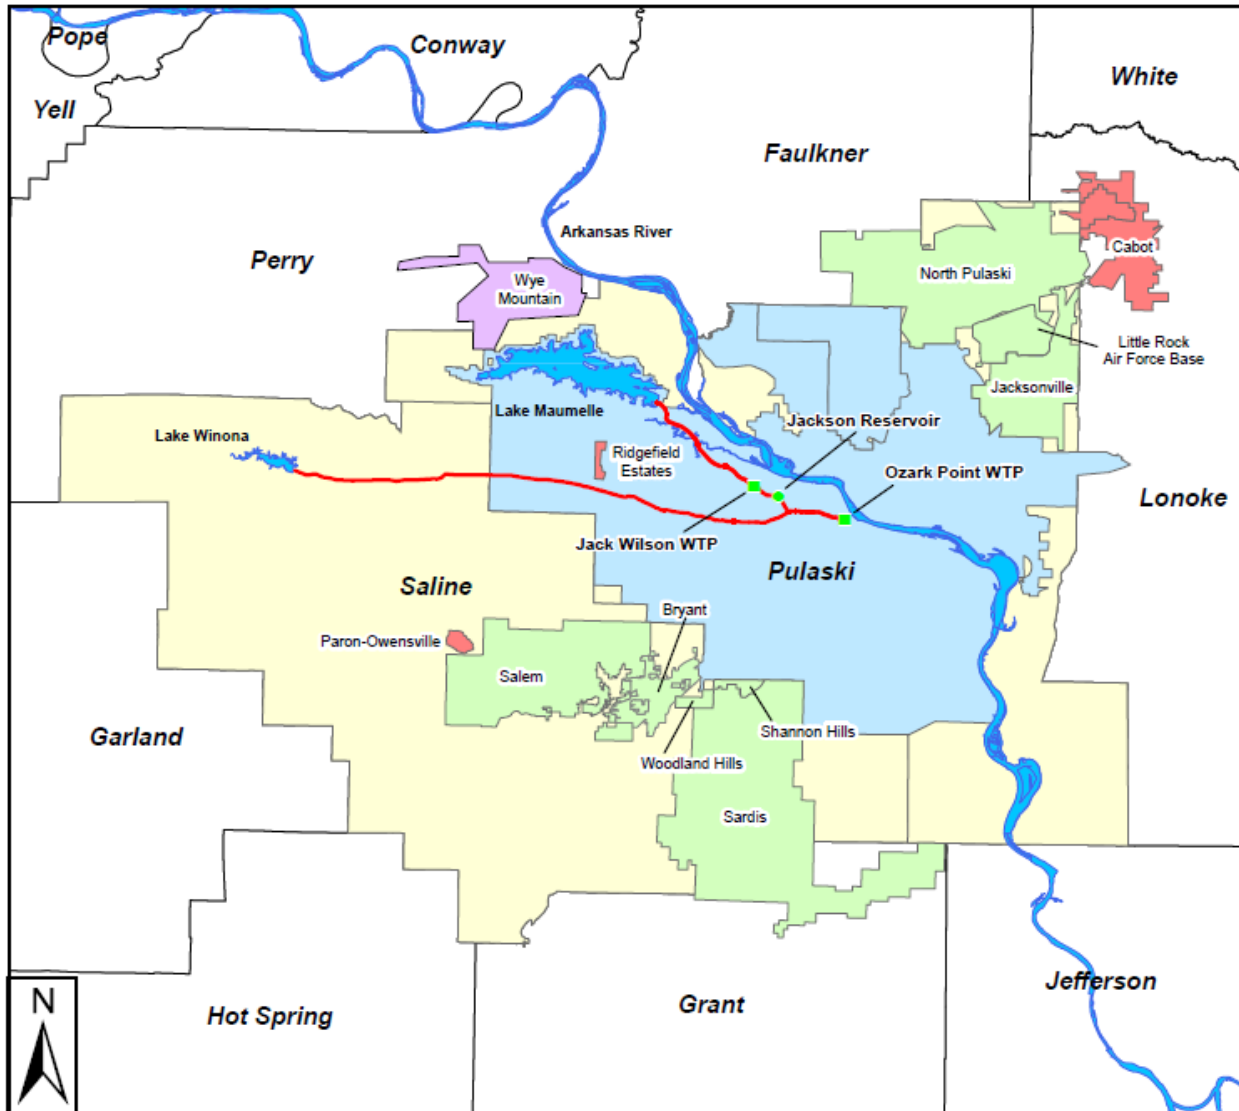 Pope
Conway
White
Yell
Faulkner
Arkansas River
Perry
Cabot
North Pulaski
Wye
Mountain
Little Rock
Air Force Base
Jacksonville
Lake Maumelle
Jackson Reservoir
Lake Winona
Ridgefield
Estates
Ozark Point WTP
Lonoke
Jack Wilson WTP
Pulaski
Saline
Bryant
Paron-Owensville
Salem
Shannon Hills
Garland
Woodland Hills
Sardis
Jefferson
N
Grant
Hot Spring